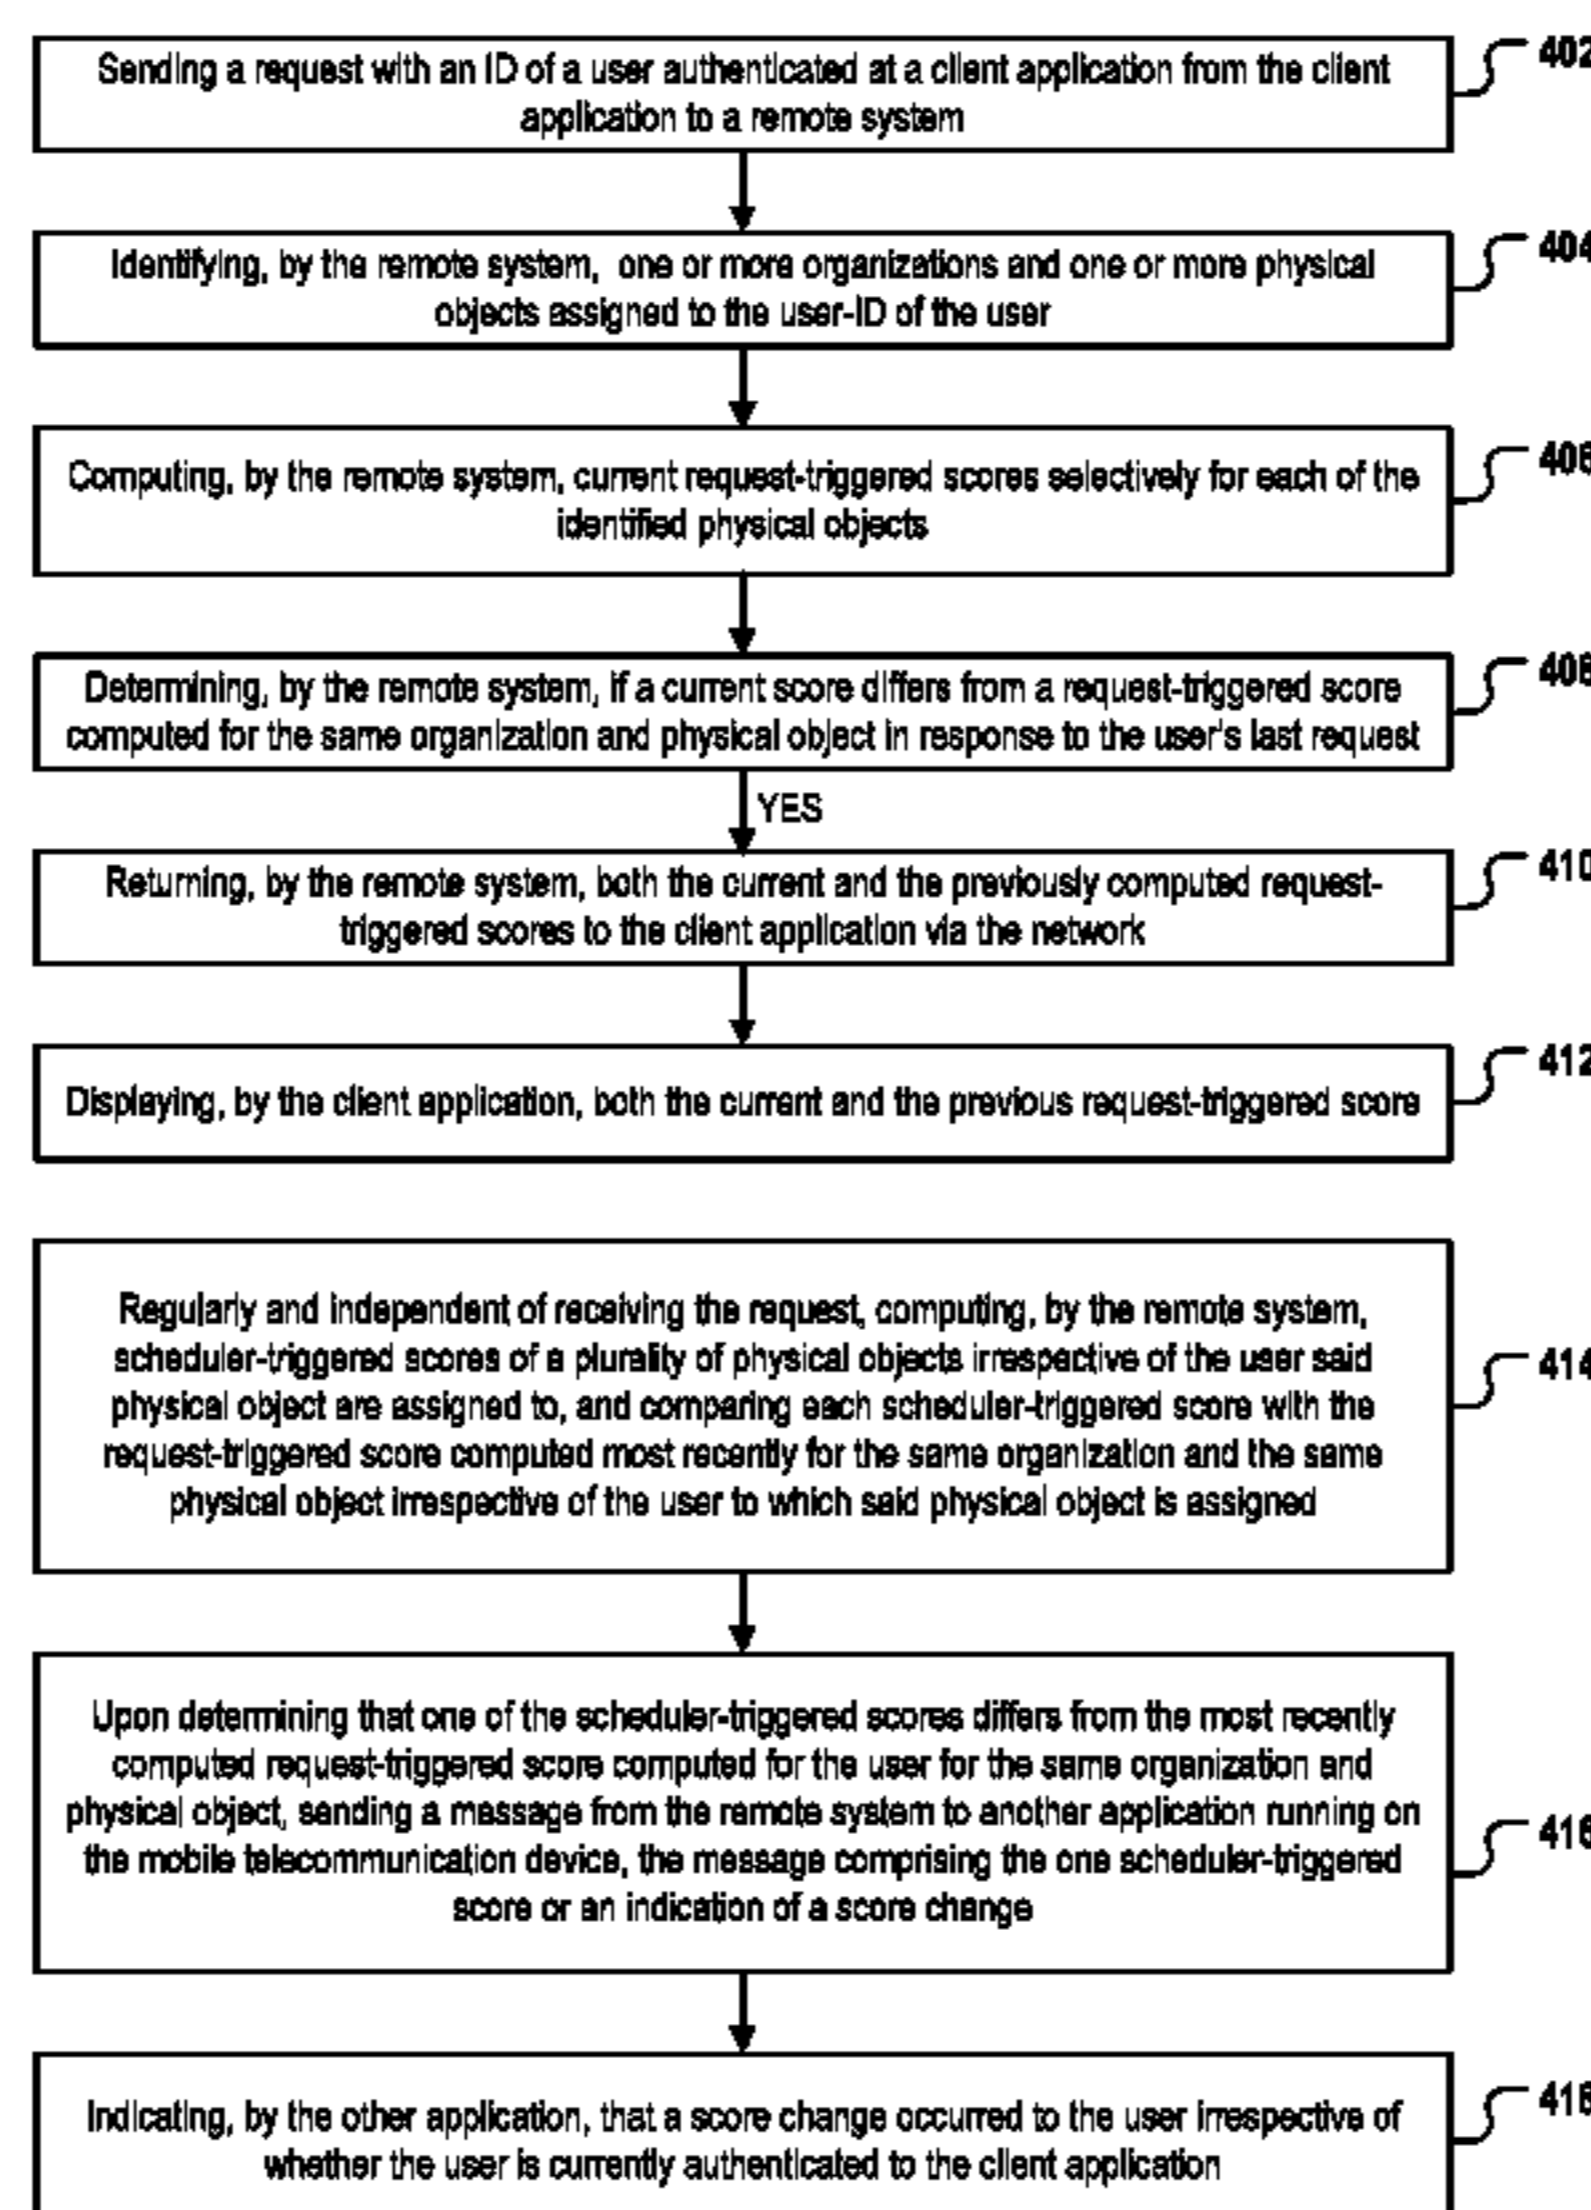 Sending a request with an ID of a user authenticated at a client application from the client
application to a remote system
402
Identifying, by the remote system, one or more organizations and one or more physical
objects assigned to the user-ID of the user
404
Computing, by the remote system, current request-triggered scores selectively for each of the
identified physical objects
406
Determining, by the remote system, if a current score differs from a request-triggered score
computed for the same organization and physical object in response to the user's last request
408
YES
Returning, by the remote system, both the current and the previously computed request-
triggered scores to the client application via the network
410
Displaying, by the client application, both the current and the previous request-triggered score
412
Regularly and independent of receiving the request, computing, by the remote system,
scheduler-triggered scores of a plurality of physical objects irrespective of the user said
physical object are assigned to, and comparing each scheduler-triggered score with the
request-triggered score computed most recently for the same organization and the same
physical object irrespective of the user to which said physical object is assigned
414
Upon determining that one of the scheduler-triggered scores differs from the most recently
computed request-triggered score computed for the user for the same organization and
physical object, sending a message from the remote system to another application running on
the mobile telecommunication device, the message comprising the one scheduler-triggered
score or an indication of a score change
416
Indicating, by the other application, that a score change occurred to the user irrespective of
whether the user is currently authenticated to the client application
418